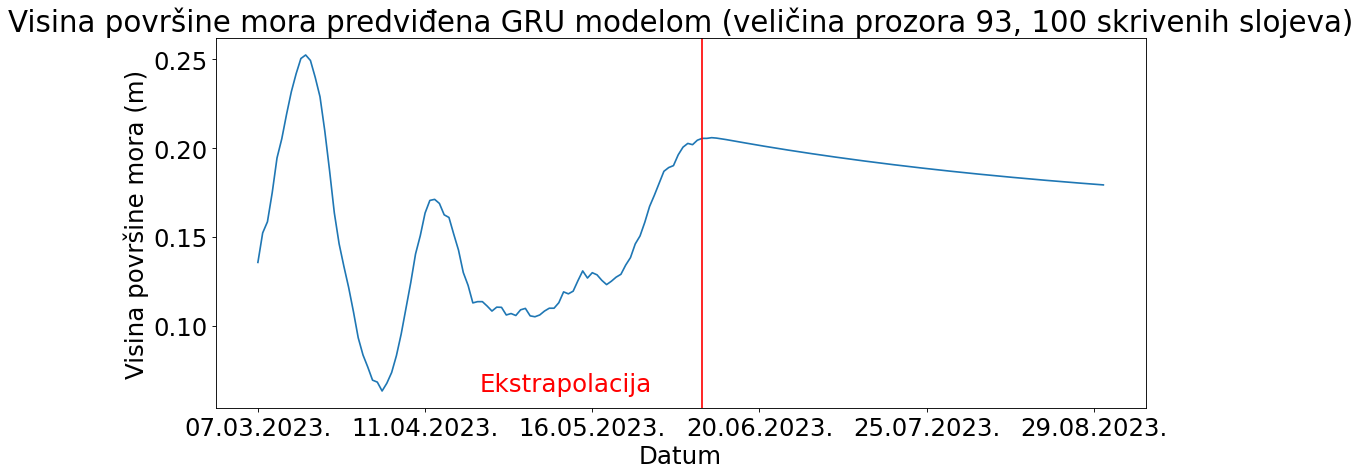 Visina površine mora predviđena GRU modelom (veličina prozora 93, 100 skrivenih slojeva)
Visina površine mora (m)
0.25
0.20
0.15
0.10
Ekstrapolacija
07.03.2023. 11.04.2023. 16.05.2023. 20.06.2023. 25.07.2023. 29.08.2023.
Datum